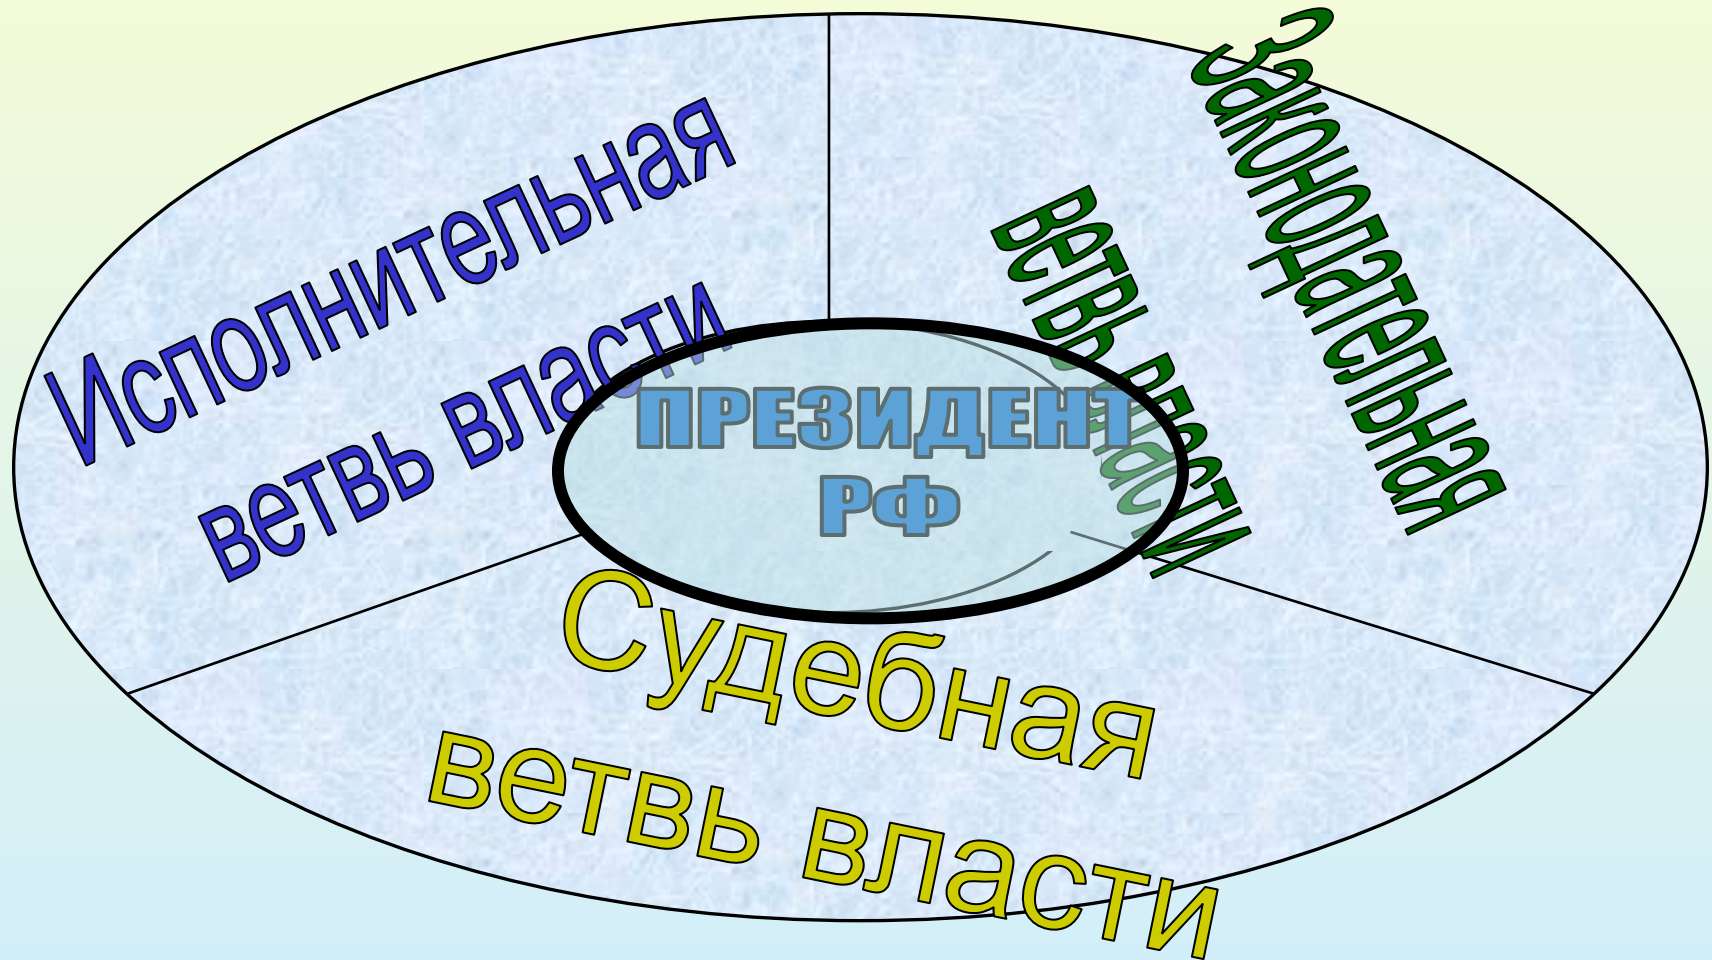 Исполнительная
ветвь власти
Законодательная
ветвь власти
ПРЕЗИДЕНТ
РФ
Судебная
ветвь власти